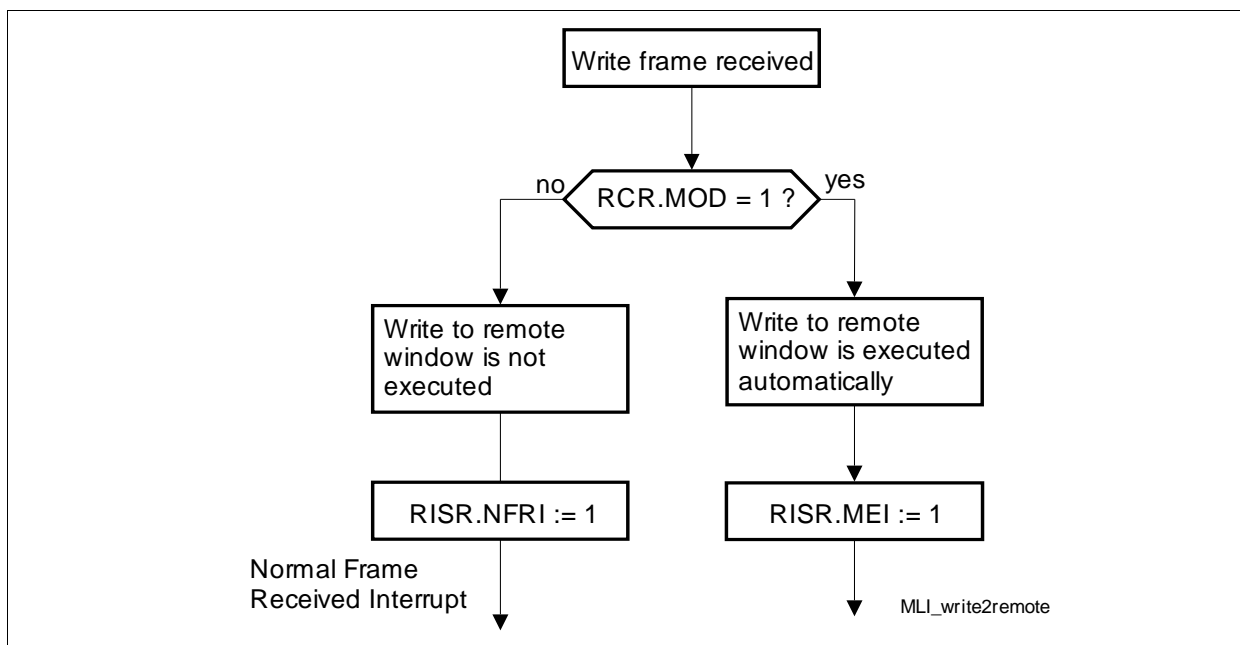 Write frame received
no
yes
RCR.MOD = 1 ?
Write to remote
window is not
executed
Write to remote
window is executed
automatically
RISR.NFRI := 1
RISR.MEI := 1
Normal Frame
Received Interrupt
MLI_write2remote